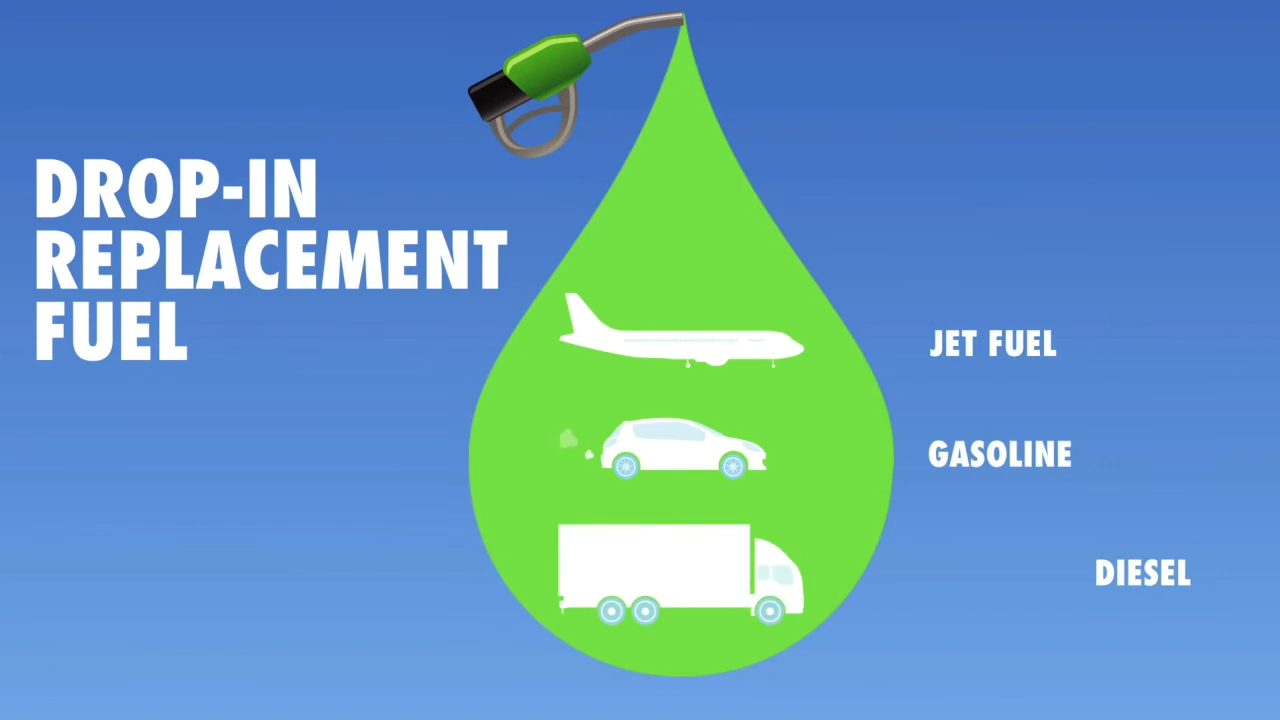 DROP-IN
REPLACEMENT
FUEL
JET FUEL
GASOLINE
DIESEL